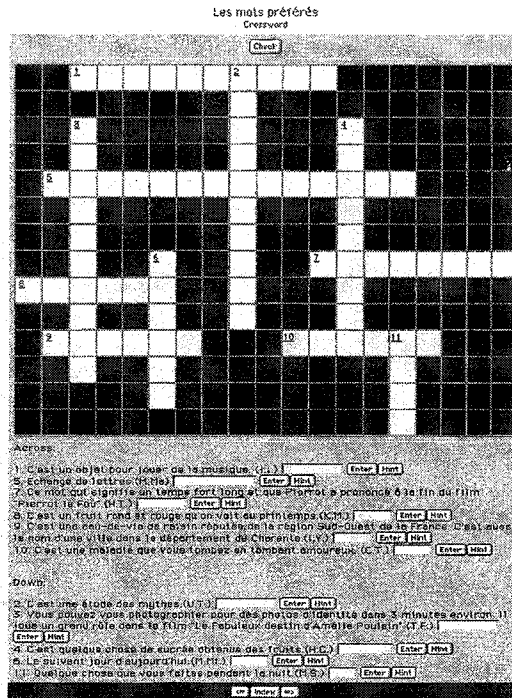 Les mots préférés
Crossword
Check
1 2
3 4
5
6 7
8
9 10 11
Across:
1. C'est un objet pour jouer de la musique. Enter Hint
5. Echange de lettres.(M.Me) Enter Hint
7. Ce mot qui signifie un temps fort long et que Pierrot a prononcé à la fin du film
"Pierrot le Fou".(H.T.) Enter Hint
8. C'est un fruit rond et rouge qu'on voit au printemps.(K.M.) Enter Hint
9. C'est une eau-de-vie de raisin réputée de la région Sud-Ouest de la France. C'est aussi
le nom d'une ville dans le département de Charente.(Y.Y.) Enter Hint
10. C'est une maladie que vous tombez en tombant amoureux. (C.T.) Enter Hint
Down:
2. C'est une étude des mythes.(U.T.) Enter Hint
3. Vous pouvez vous photographier pour des photos d'identité dans 3 minutes environ. Il
joue un grand rôle dans le film "Le Fabuleux destin d'Amélie Poulain".(T.F.)
Enter Hint
4. C'est quelque chose de sucrée obtenus des fruits.(H.C.) Enter Hint
6. Le suivent jour d'aujourd'hui.(M.Mi.) Enter Hint
11. Quelque chose que vous faites pendant la nuit.(M.S.) Enter Hint
Index